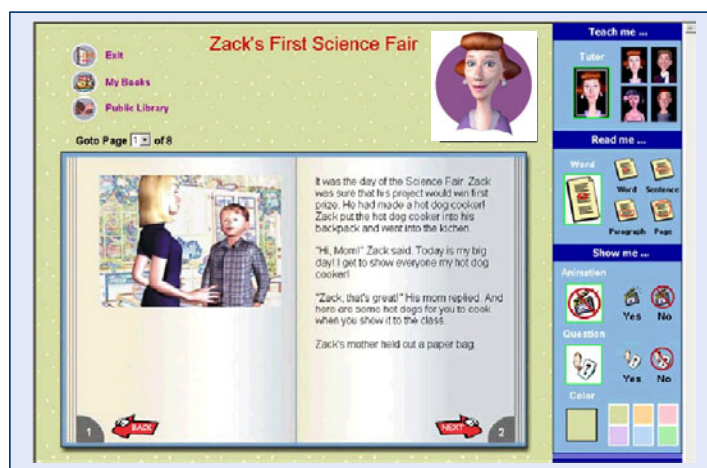 Zack's First Science Fair
Exit
My Books
Public Library
Goto Page 1 of 8
It was the day of the Science Fair. Zack
was sure that his project would win first
prize. He had made a hot dog cooker!
Zack put the hot dog cooker into his
backpack and went into the kichen.
"Hi, Mom!" Zack said. Today is my big
day! I get to show everyone my hot dog
cooker!
"Zack, that's great!" His mom replied. And
here are some hot dogs for you to cook
when you show it to the class.
Zack's mother held out a paper bag.
1
BACK
NEXT
2
Teach me ...
Tutor
Read me ...
Word
Word Sentence
Paragraph Page
Show me ...
Animation
Yes No
Question
Yes No
Color